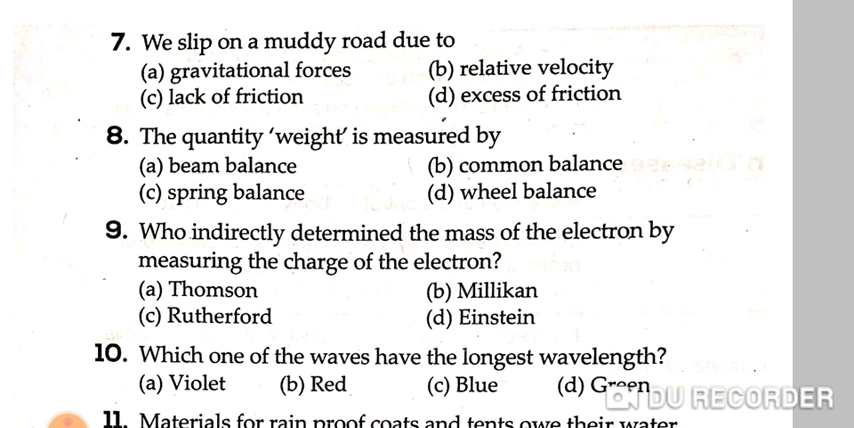 7. We slip on a muddy road due to
(a) gravitational forces (b) relative velocity
(c) lack of friction (d) excess of friction
8. The quantity 'weight' is measured by
(a) beam balance (b) common balance
(c) spring balance (d) wheel balance
9. Who indirectly determined the mass of the electron by
measuring the charge of the electron?
(a) Thomson (b) Millikan
(c) Rutherford (d) Einstein
10. Which one of the waves have the longest wavelength?
(a) Violet (b) Red (c) Blue (d) Green
DU RECORDER
11. Materials for rain proof coats and tents owe their water